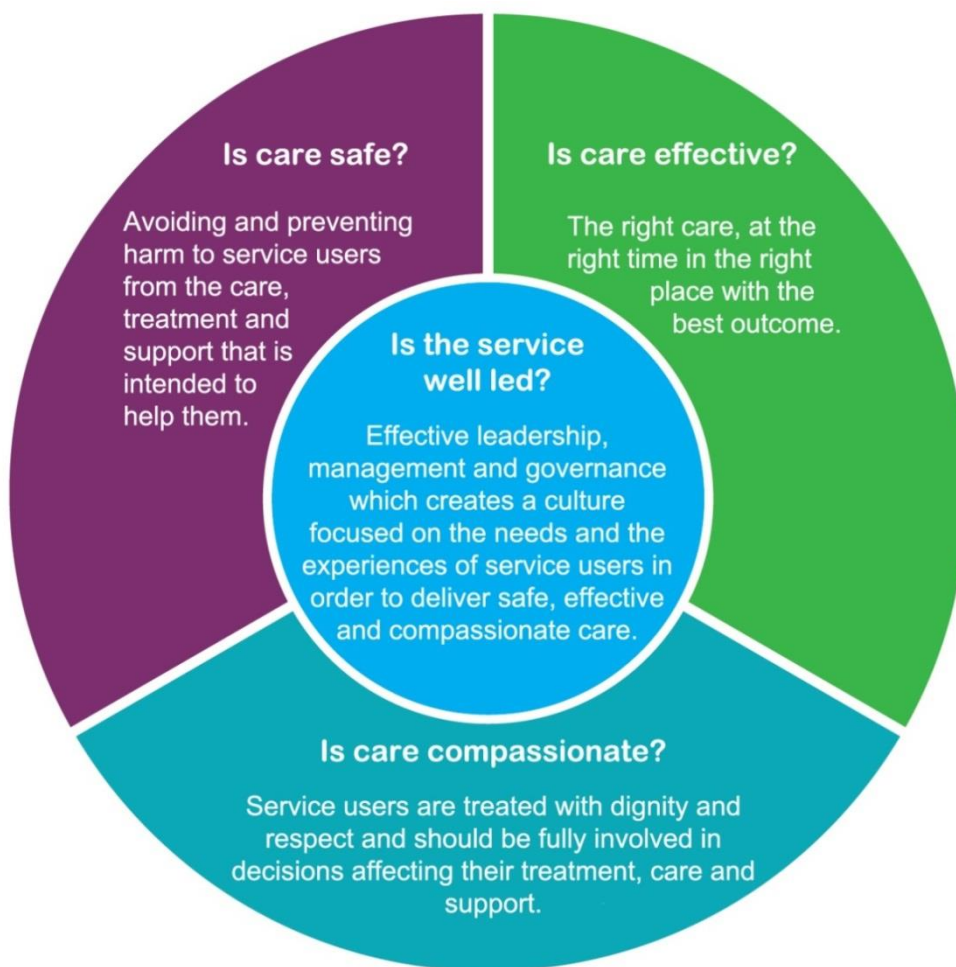 Is care safe?
Avoiding and preventing
harm to service users
from the care,
treatment and
support that is
intended to
help them.
Is care effective?
The right care, at the
right time in the right
place with the
best outcome.
Is the service
well led?
Effective leadership,
management and governance
which creates a culture
focused on the needs and the
experiences of service users in
order to deliver safe, effective
and compassionate care.
Is care compassionate?
Service users are treated with dignity and
respect and should be fully involved in
decisions affecting their treatment, care and
support.